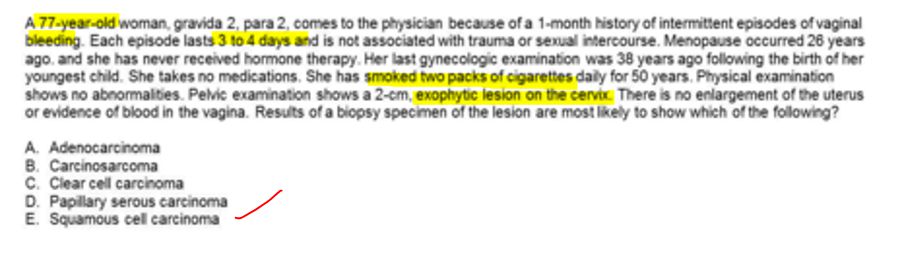 A 77-year-old woman, gravida 2, para 2, comes to the physician because of a 1-month history of intermittent episodes of vaginal
bleeding. Each episode lasts 3 to 4 days and is not associated with trauma or sexual intercourse. Menopause occurred 26 years
ago. and she has never received hormone therapy. Her last gynecologic examination was 38 years ago following the birth of her
youngest child. She takes no medications. She has smoked two packs of cigarettes daily for 50 years. Physical examination
shows no abnormalities. Pelvic examination shows a 2-cm, exophytic lesion on the cervix. There is no enlargement of the uterus
or evidence of blood in the vagina. Results of a biopsy specimen of the lesion are most likely to show which of the following?
A. Adenocarcinoma
B. Carcinosarcoma
C. Clear cell carcinoma
D. Papillary serous carcinoma
E. Squamous cell carcinoma